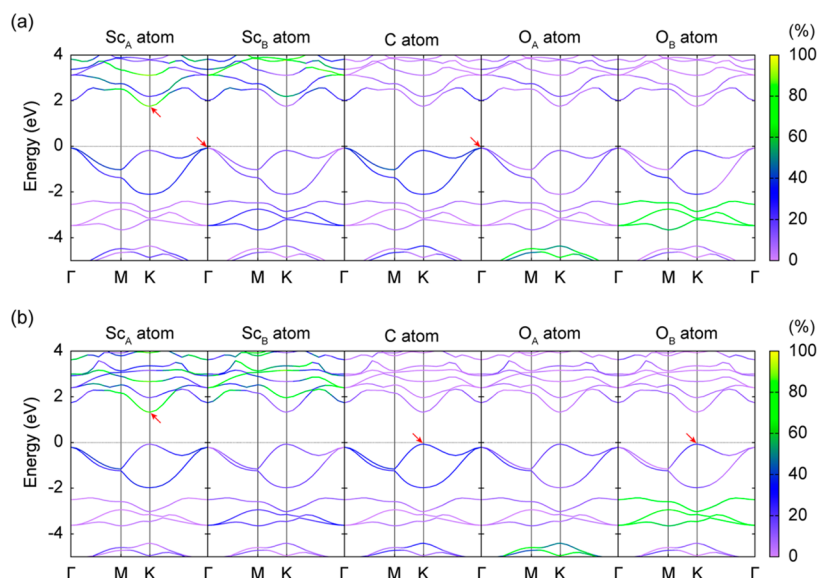 (a)
Sc_A atom Sc_B atom C atom O_A atom O_B atom (%)
4 100
2 80
0 60
-2 40
-4 20
0
Energy (eV)
Γ M K Γ M K Γ M K Γ M K Γ M K Γ
(b)
Sc_A atom Sc_B atom C atom O_A atom O_B atom (%)
4 100
2 80
0 60
-2 40
-4 20
0
Energy (eV)
Γ M K Γ M K Γ M K Γ M K Γ M K Γ